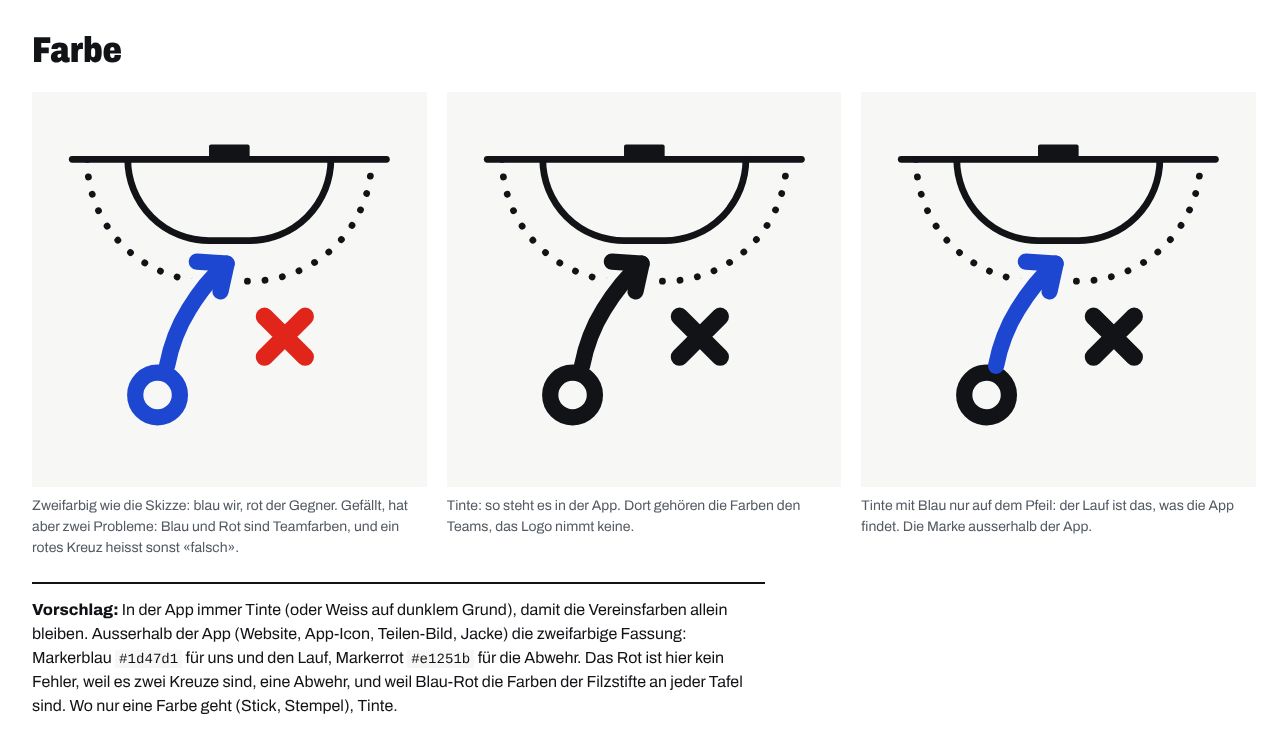 Farbe
Zweifarbig wie die Skizze: blau wir, rot der Gegner. Gefällt, hat
aber zwei Probleme: Blau und Rot sind Teamfarben, und ein
rotes Kreuz heisst sonst «falsch».
Tinte: so steht es in der App. Dort gehören die Farben den
Teams, das Logo nimmt keine.
Tinte mit Blau nur auf dem Pfeil: der Lauf ist das, was die App
findet. Die Marke ausserhalb der App.
Vorschlag: In der App immer Tinte (oder Weiss auf dunklem Grund), damit die Vereinsfarben allein
bleiben. Ausserhalb der App (Website, App-Icon, Teilen-Bild, Jacke) die zweifarbige Fassung:
Markerblau #1d47d1 für uns und den Lauf, Markerrot #e1251b für die Abwehr. Das Rot ist hier kein
Fehler, weil es zwei Kreuze sind, eine Abwehr, und weil Blau-Rot die Farben der Filzstifte an jeder Tafel
sind. Wo nur eine Farbe geht (Stick, Stempel), Tinte.